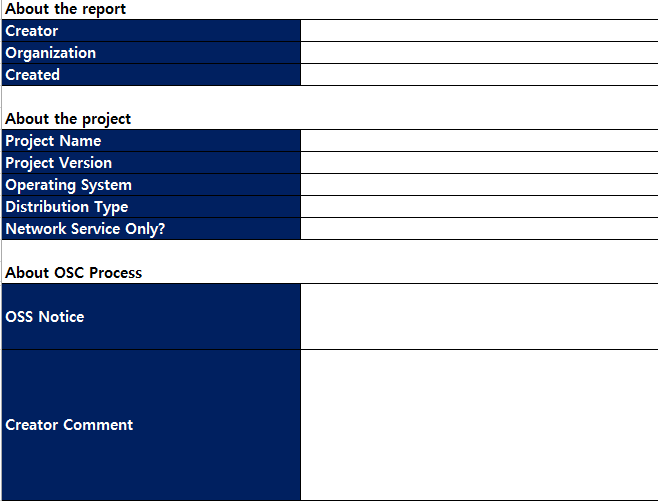 About the report
Creator
Organization
Created
About the project
Project Name
Project Version
Operating System
Distribution Type
Network Service Only?
About OSC Process
OSS Notice
Creator Comment